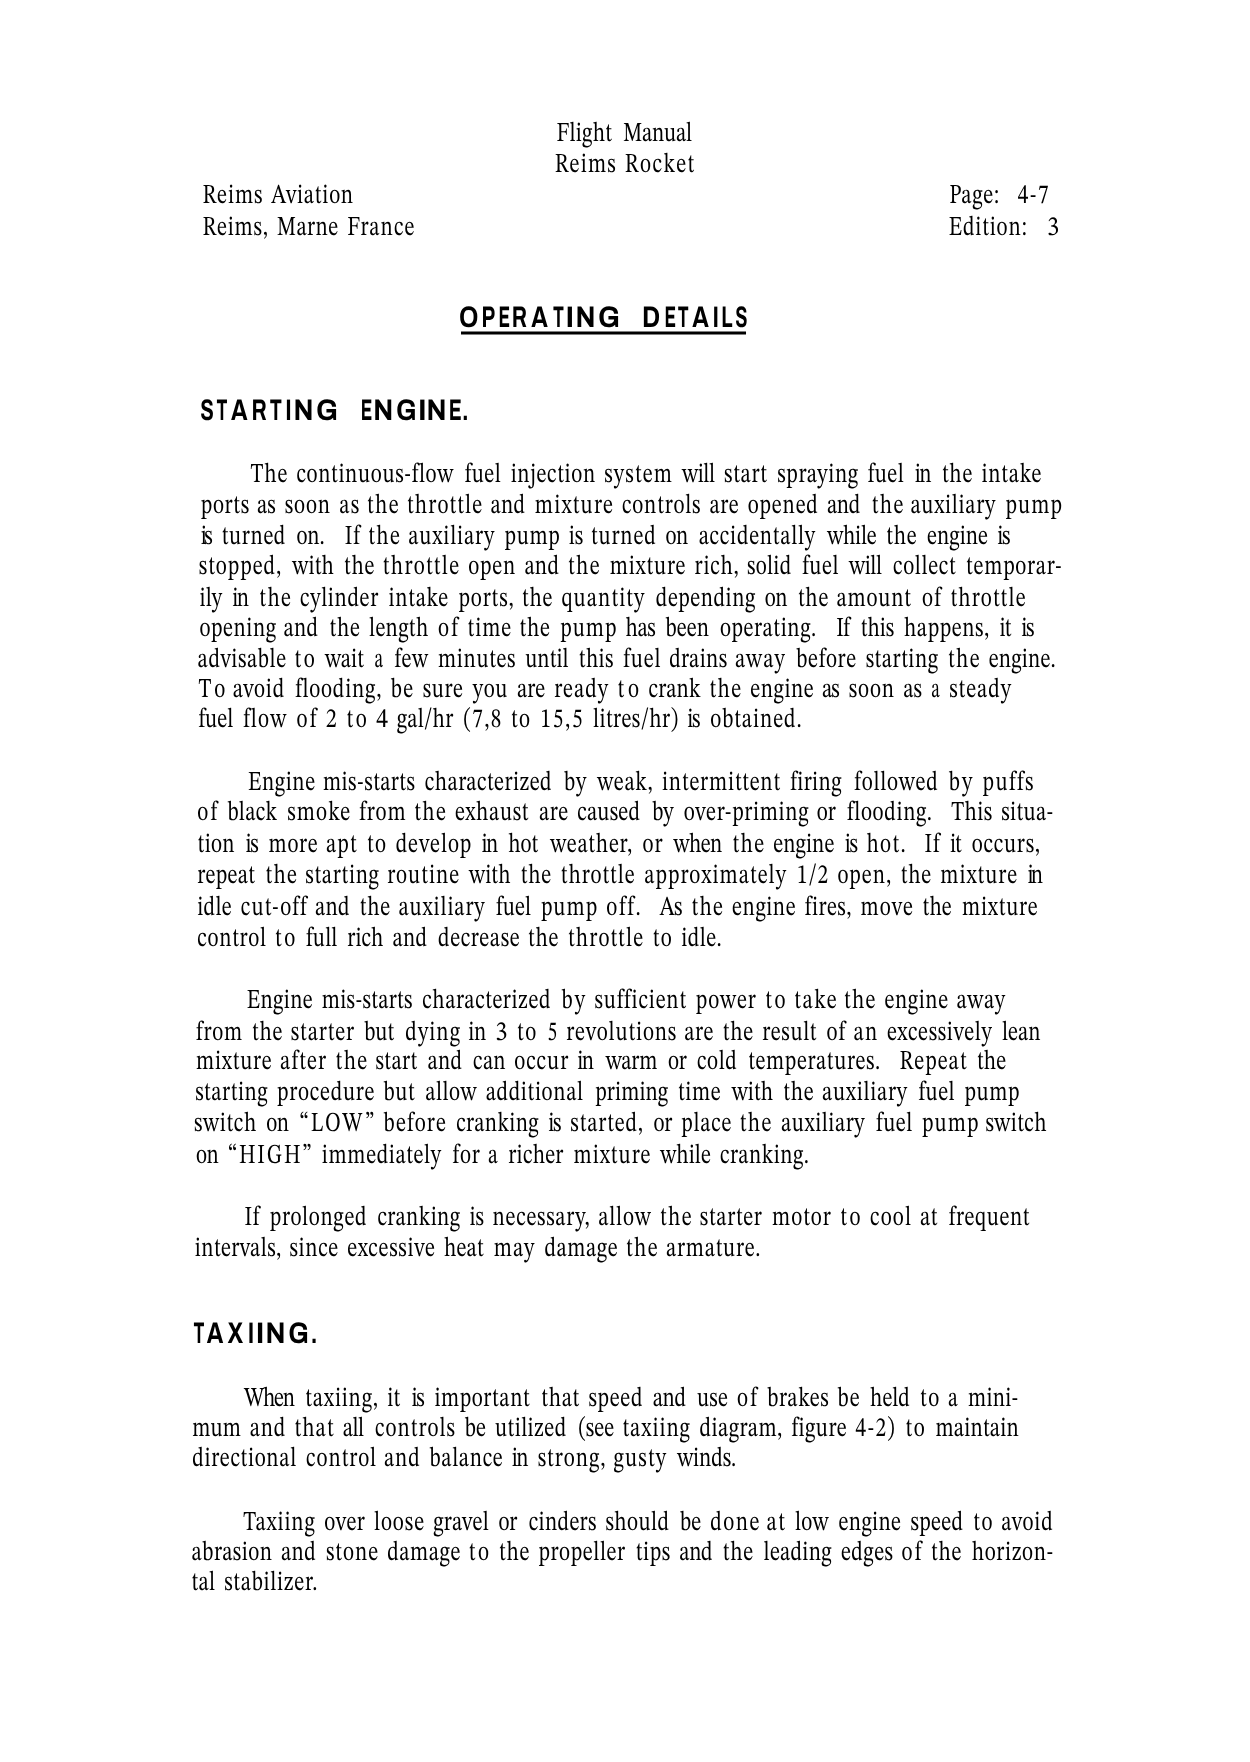 Flight Manual
Reims Rocket
Reims Aviation Page: 4-7
Reims, Marne France Edition: 3
OPERATING DETAILS
STARTING ENGINE.
The continuous-flow fuel injection system will start spraying fuel in the intake
ports as soon as the throttle and mixture controls are opened and the auxiliary pump
is turned on. If the auxiliary pump is turned on accidentally while the engine is
stopped, with the throttle open and the mixture rich, solid fuel will collect temporar-
ily in the cylinder intake ports, the quantity depending on the amount of throttle
opening and the length of time the pump has been operating. If this happens, it is
advisable to wait a few minutes until this fuel drains away before starting the engine.
To avoid flooding, be sure you are ready to crank the engine as soon as a steady
fuel flow of 2 to 4 gal/hr (7,8 to 15,5 litres/hr) is obtained.
Engine mis-starts characterized by weak, intermittent firing followed by puffs
of black smoke from the exhaust are caused by over-priming or flooding. This situa-
tion is more apt to develop in hot weather, or when the engine is hot. If it occurs,
repeat the starting routine with the throttle approximately 1/2 open, the mixture in
idle cut-off and the auxiliary fuel pump off. As the engine fires, move the mixture
control to full rich and decrease the throttle to idle.
Engine mis-starts characterized by sufficient power to take the engine away
from the starter but dying in 3 to 5 revolutions are the result of an excessively lean
mixture after the start and can occur in warm or cold temperatures. Repeat the
starting procedure but allow additional priming time with the auxiliary fuel pump
switch on “LOW” before cranking is started, or place the auxiliary fuel pump switch
on “HIGH” immediately for a richer mixture while cranking.
If prolonged cranking is necessary, allow the starter motor to cool at frequent
intervals, since excessive heat may damage the armature.
TAXIING.
When taxiing, it is important that speed and use of brakes be held to a mini-
mum and that all controls be utilized (see taxiing diagram, figure 4-2) to maintain
directional control and balance in strong, gusty winds.
Taxiing over loose gravel or cinders should be done at low engine speed to avoid
abrasion and stone damage to the propeller tips and the leading edges of the horizon-
tal stabilizer.